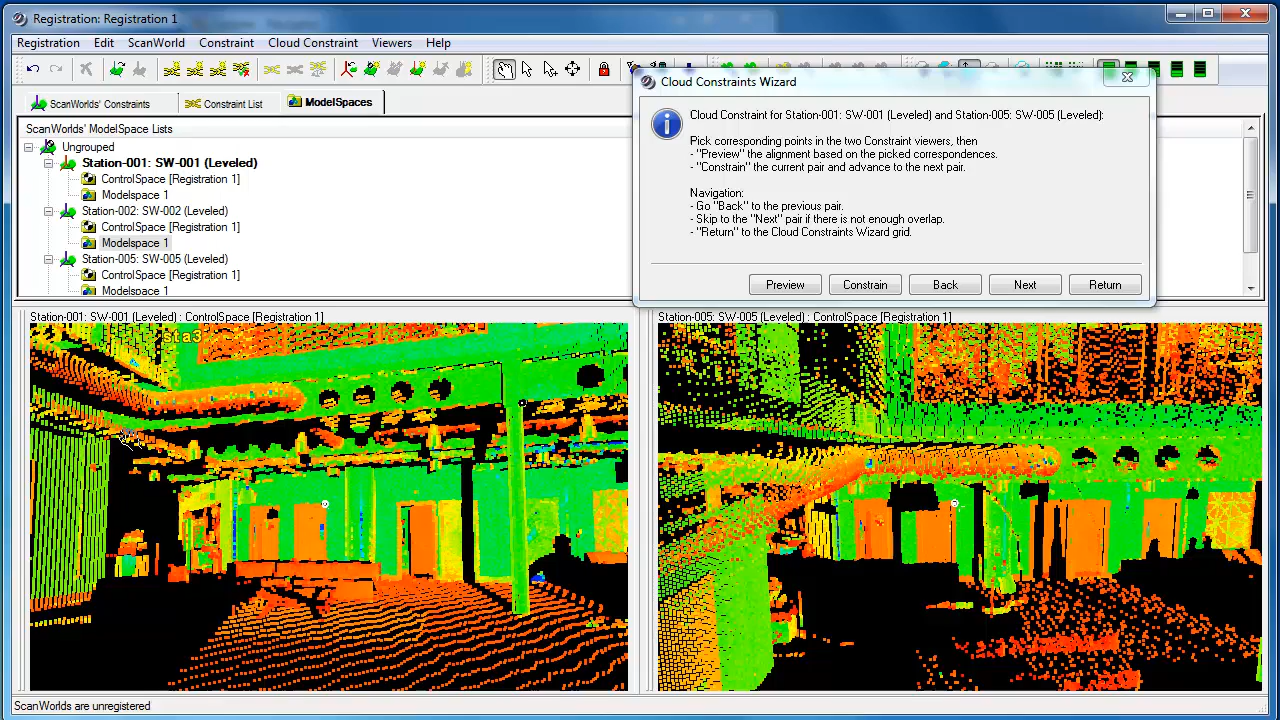 Registration: Registration 1
Registration Edit ScanWorld Constraint Cloud Constraint Viewers Help
ScanWorlds' Constraints Constraint List ModelSpaces
ScanWorlds' ModelSpace Lists
Ungrouped
Station-001: SW-001 (Leveled)
ControlSpace [Registration 1]
Modelspace 1
Station-002: SW-002 (Leveled)
ControlSpace [Registration 1]
Modelspace 1
Station-005: SW-005 (Leveled)
ControlSpace [Registration 1]
Modelspace 1
Cloud Constraints Wizard
Cloud Constraint for Station-001: SW-001 (Leveled) and Station-005: SW-005 (Leveled):
Pick corresponding points in the two Constraint viewers, then
- "Preview" the alignment based on the picked correspondences.
- "Constrain" the current pair and advance to the next pair.
Navigation:
- Go "Back" to the previous pair.
- Skip to the "Next" pair if there is not enough overlap.
- "Return" to the Cloud Constraints Wizard grid.
Preview Constrain Back Next Return
Station-001: SW-001 (Leveled) : ControlSpace [Registration 1]
Station-005: SW-005 (Leveled) : ControlSpace [Registration 1]
sta3
ScanWorlds are unregistered